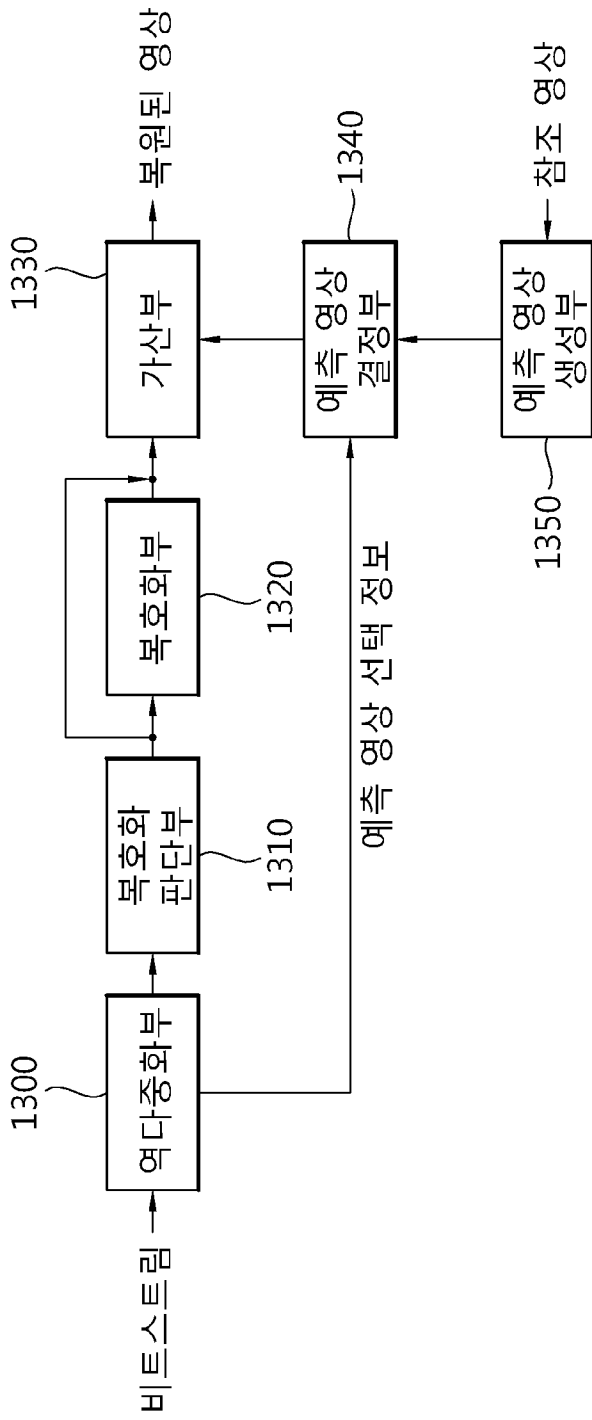 비트스트림
1300
역다중화부
복호화
판단부
1310
복호화부
1320
1330
가산부
복원된 영상
예측 영상 선택 정보
예측 영상
결정부
1340
예측 영상
생성부
1350
참조 영상